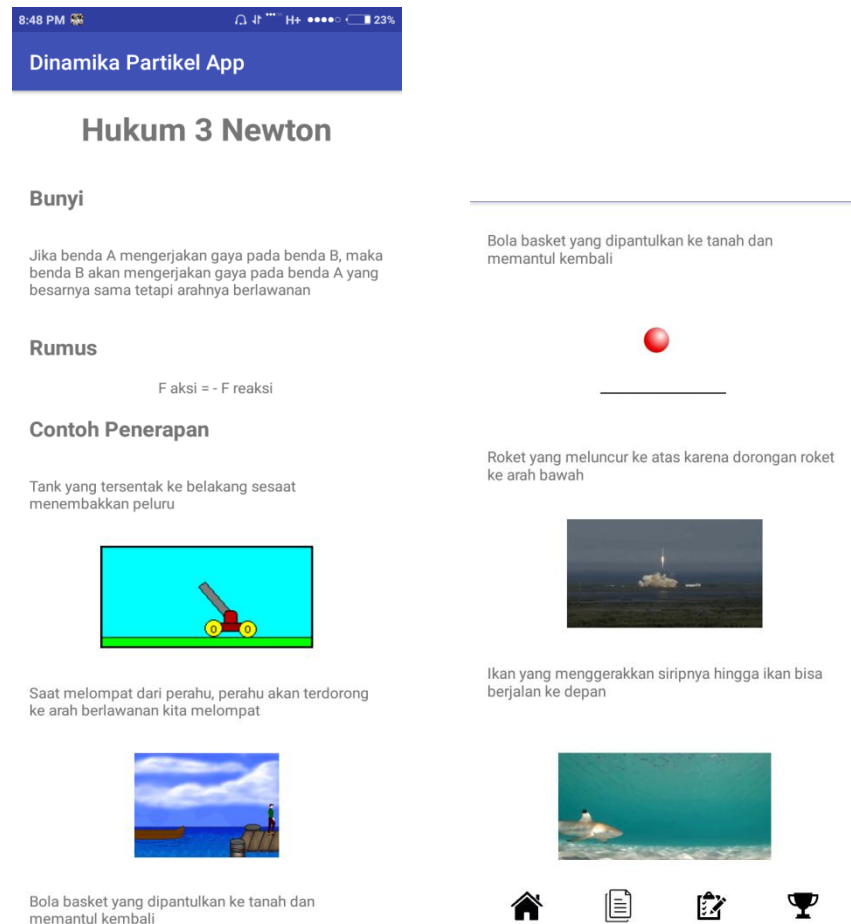 8:48 PM
H+
23%
Dinamika Partikel App
Hukum 3 Newton
Bunyi
Jika benda A mengerjakan gaya pada benda B, maka
benda B akan mengerjakan gaya pada benda A yang
besarnya sama tetapi arahnya berlawanan
Rumus
F aksi = - F reaksi
Contoh Penerapan
Tank yang tersentak ke belakang sesaat
menembakkan peluru
Saat melompat dari perahu, perahu akan terdorong
ke arah berlawanan kita melompat
Bola basket yang dipantulkan ke tanah dan
memantul kembali
Bola basket yang dipantulkan ke tanah dan
memantul kembali
Roket yang meluncur ke atas karena dorongan roket
ke arah bawah
Ikan yang menggerakkan siripnya hingga ikan bisa
berjalan ke depan